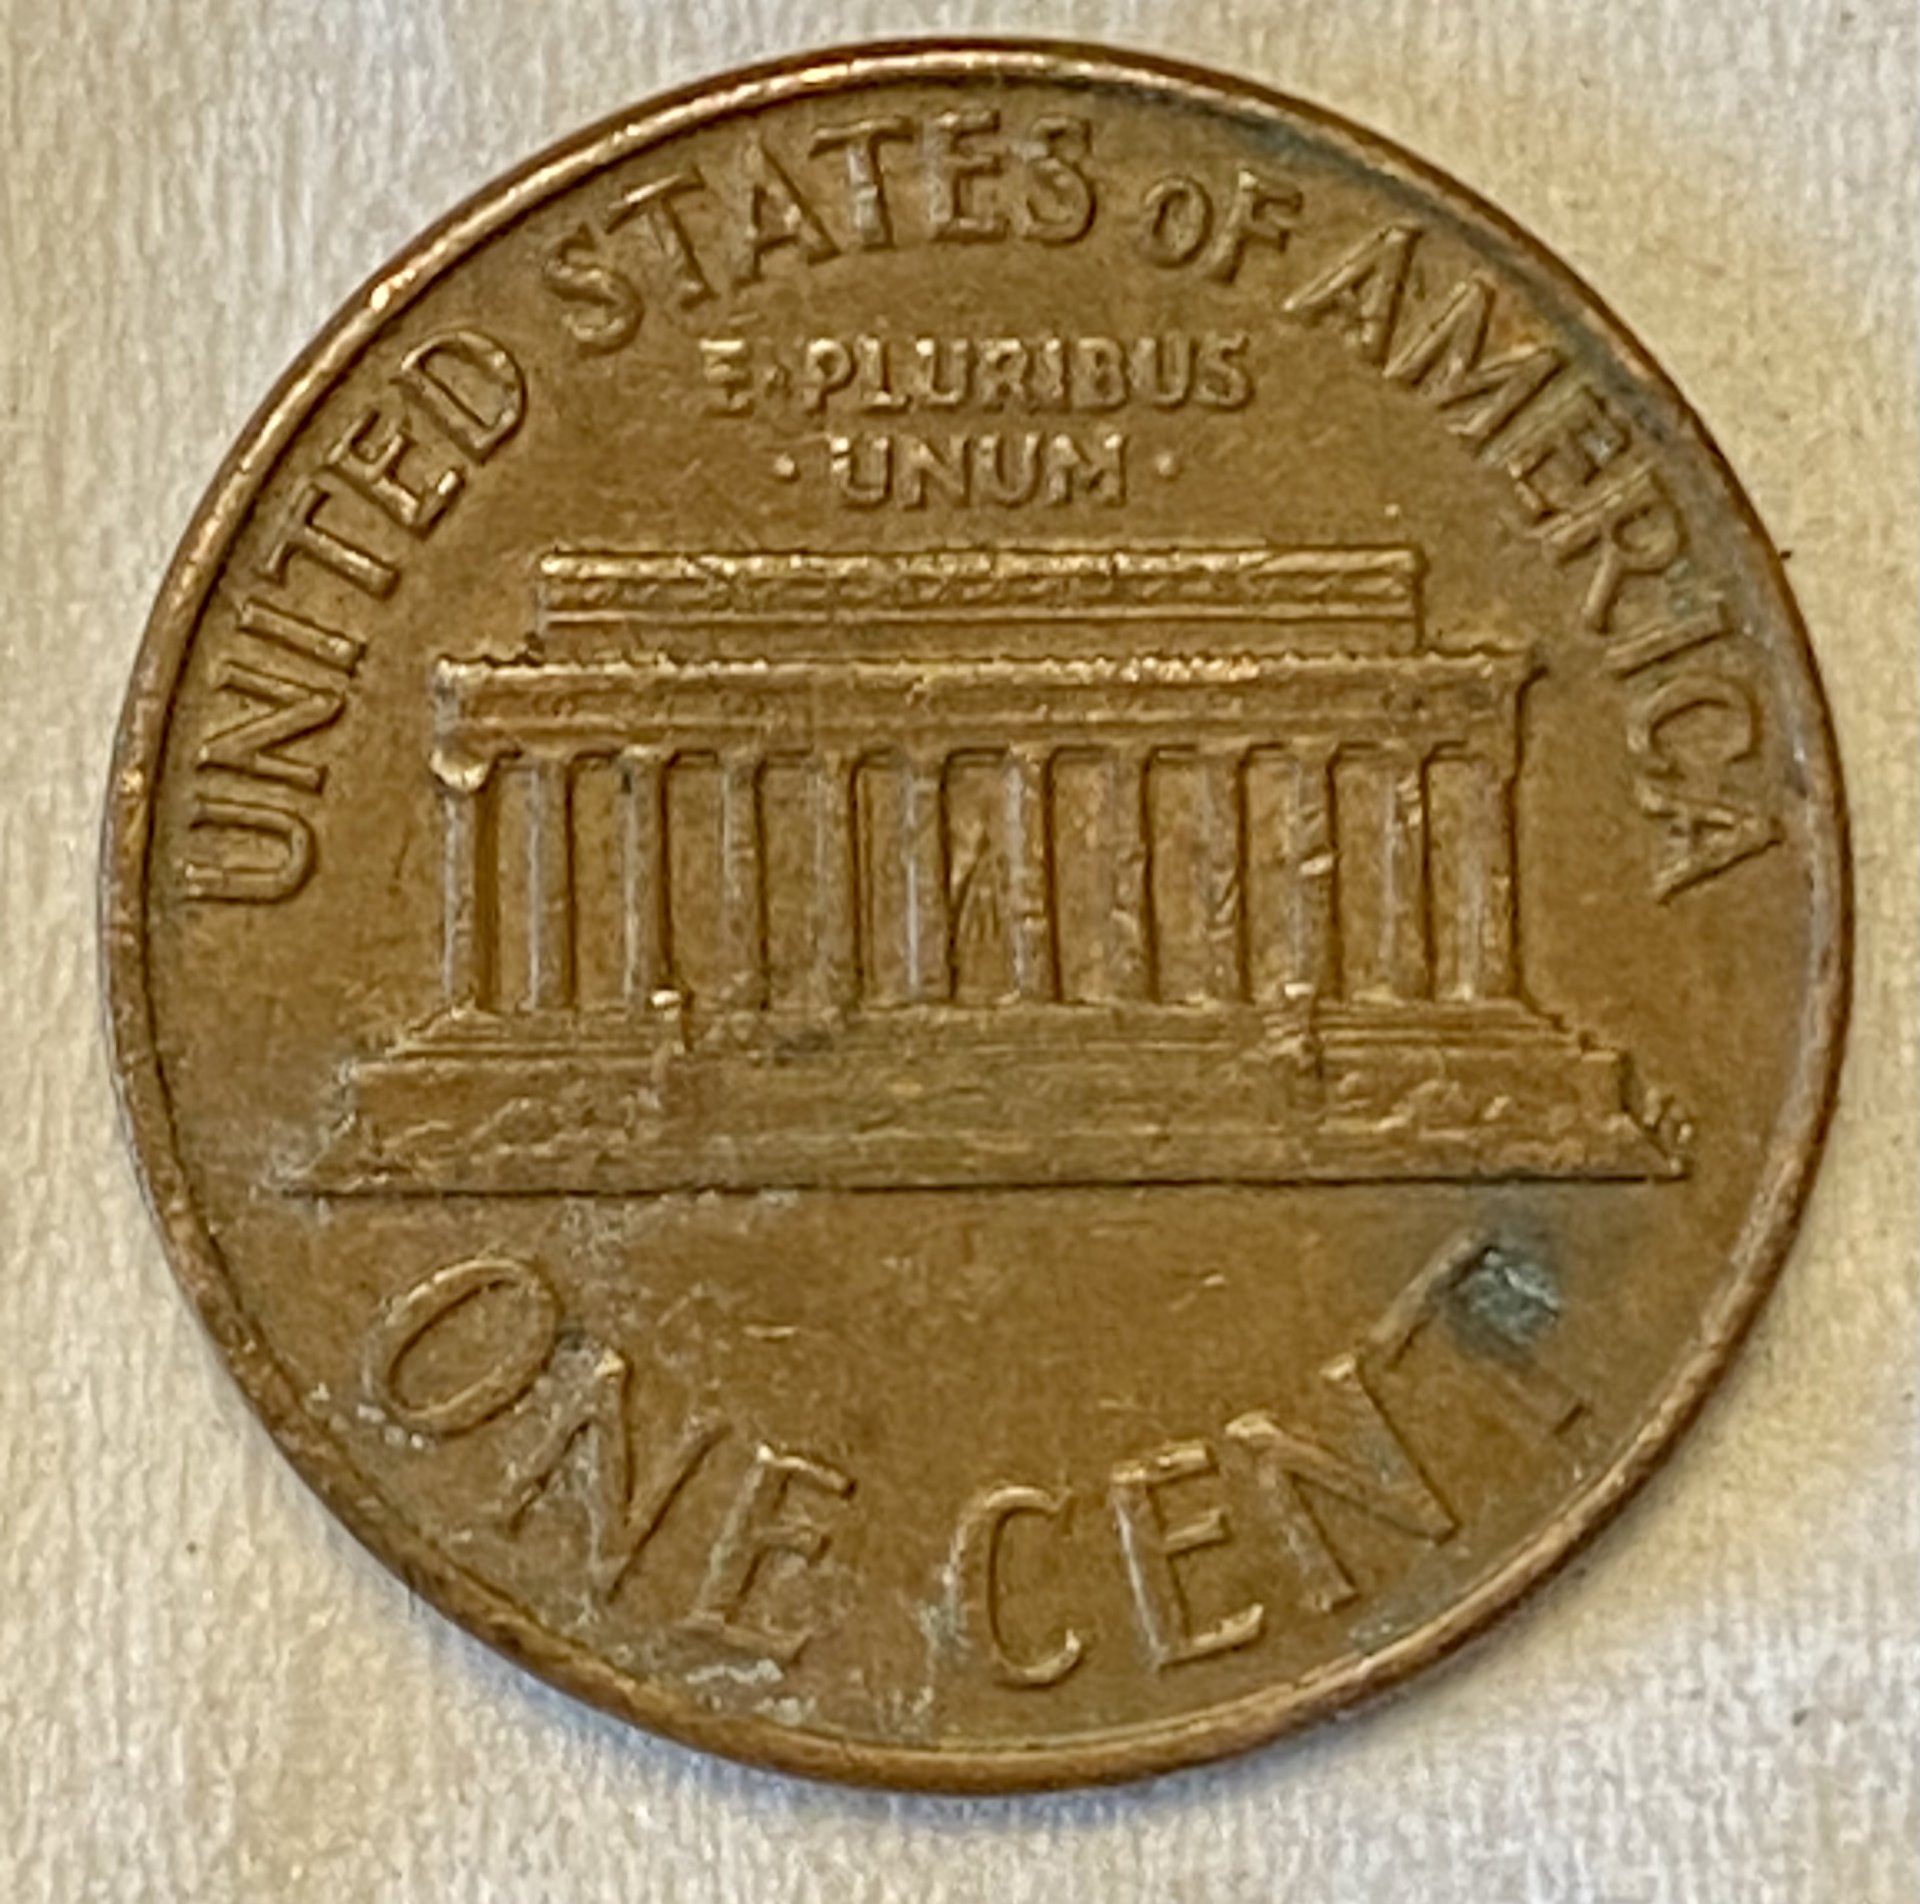 UNITED STATES OF AMERICA
E·PLURIBUS
·UNUM·
ONE CENT